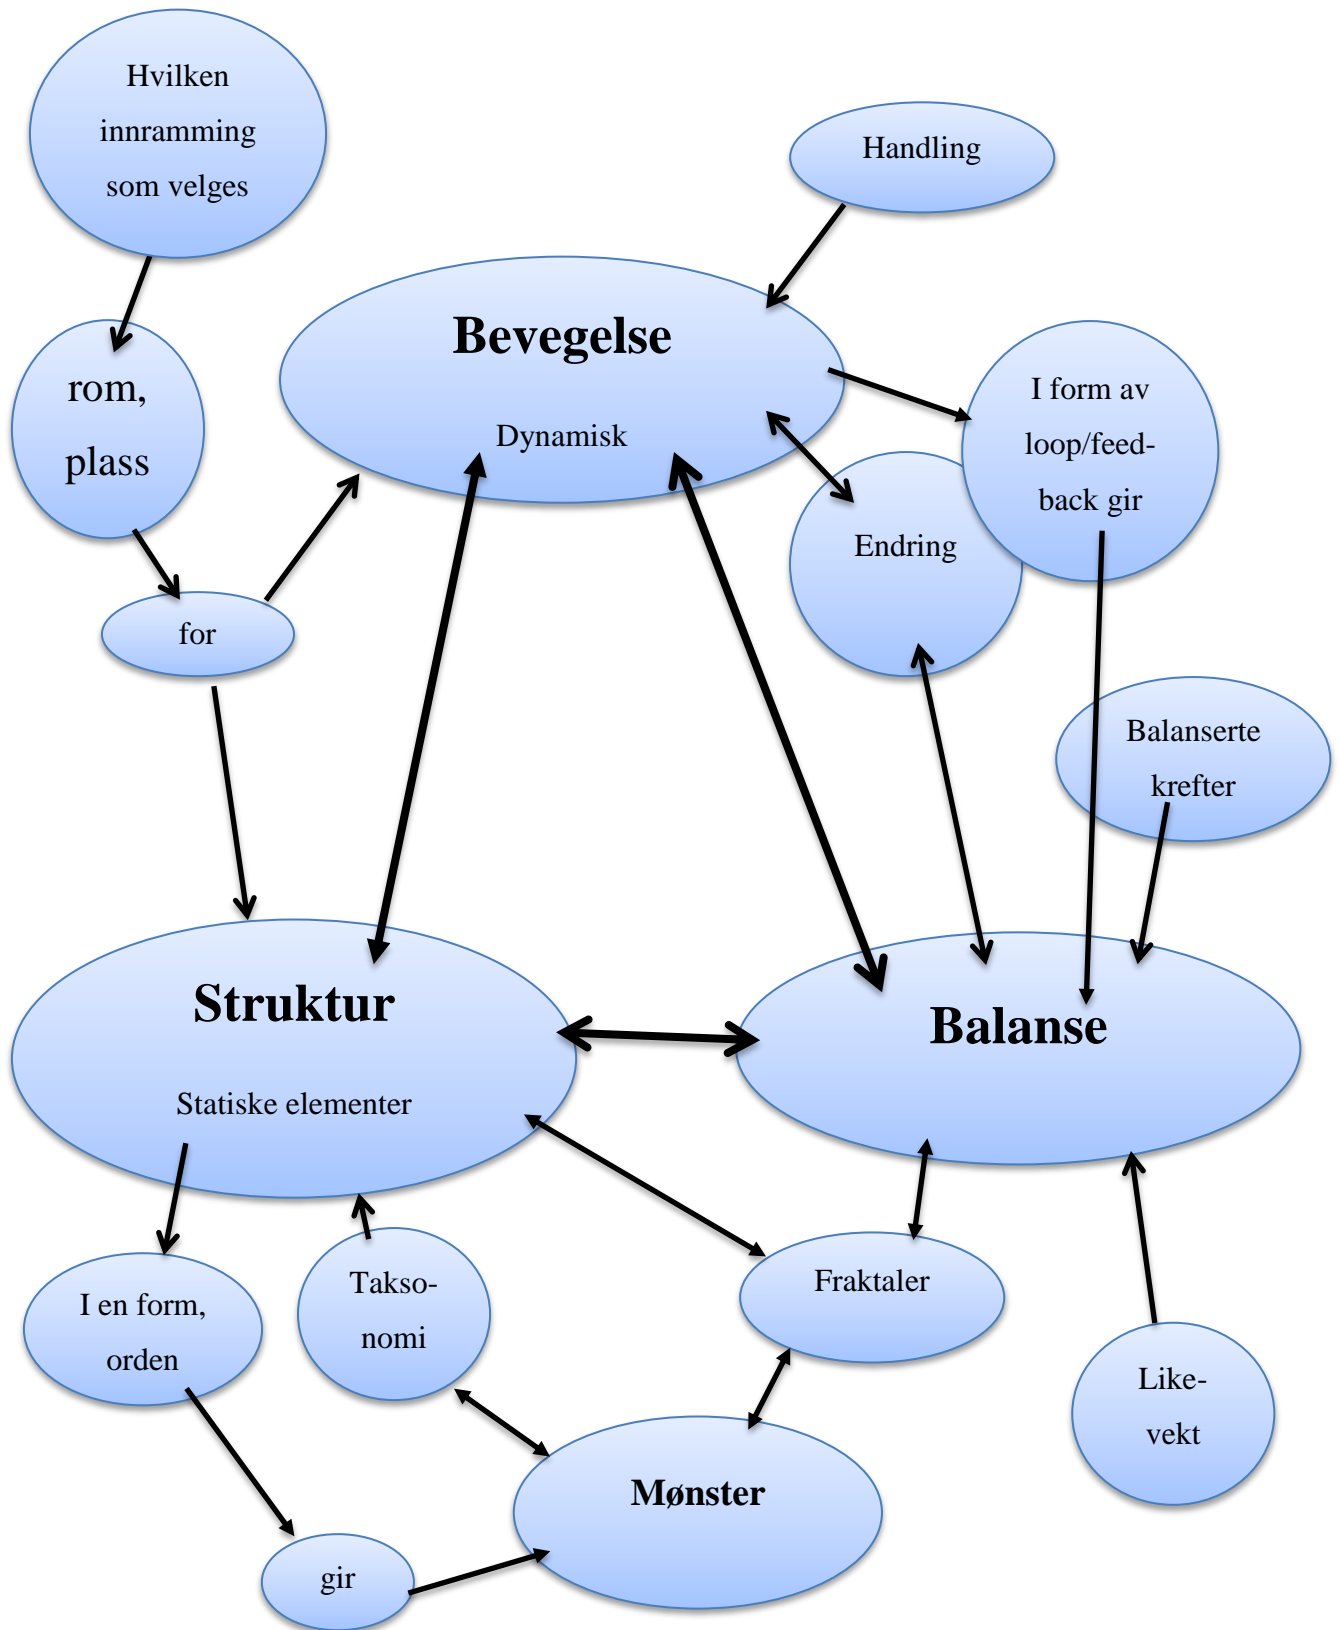 Hvilken
innramming
som velges
Handling
Bevegelse
Dynamisk
rom,
plass
I form av
loop/feed-
back gir
Endring
for
Balanserte
krefter
Struktur
Statiske elementer
Balanse
I en form,
orden
Takso-
nomi
Fraktaler
Like-
vekt
Mønster
gir